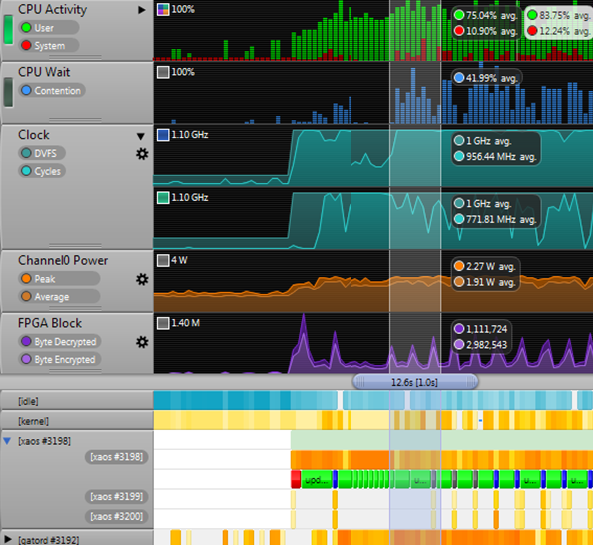 CPU Activity
User
System
100%
75.04% avg.
10.90% avg.
83.75% avg.
12.24% avg.
CPU Wait
Contention
100%
41.99% avg.
Clock
DVFS
Cycles
1.10 GHz
1 GHz avg.
956.44 MHz avg.
1.10 GHz
1 GHz avg.
771.81 MHz avg.
Channel0 Power
Peak
Average
4 W
2.27 W avg.
1.91 W avg.
FPGA Block
Byte Decrypted
Byte Encrypted
1.40 M
1,111,724
2,982,543
12.6s [1.0s]
[idle]
[kernel]
[xaos #3198]
[xaos #3198]
upd... u... u... u...
[xaos #3199]
[xaos #3200]
[gatord #3192]